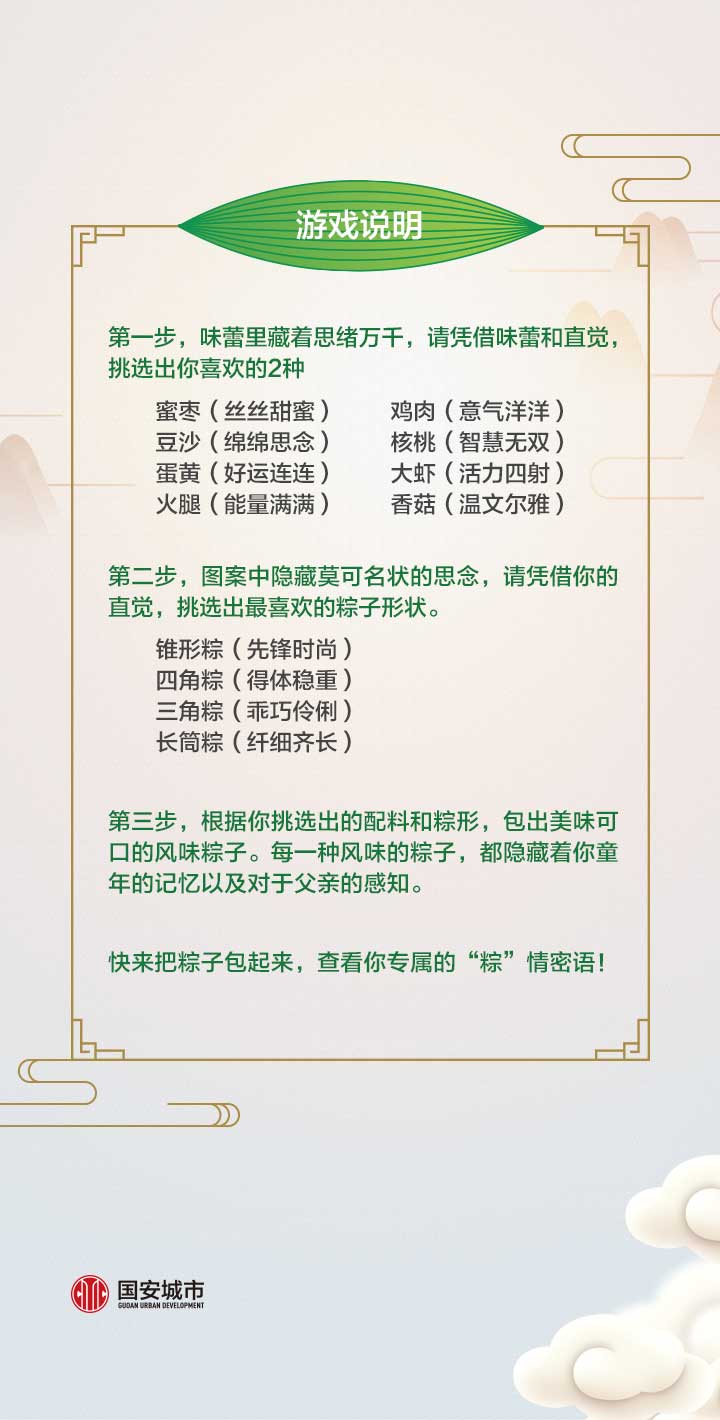 游戏说明
第一步，味蕾里藏着思绪万千，请凭借味蕾和直觉，
挑选出你喜欢的2种
蜜枣（丝丝甜蜜） 鸡肉（意气洋洋）
豆沙（绵绵思念） 核桃（智慧无双）
蛋黄（好运连连） 大虾（活力四射）
火腿（能量满满） 香菇（温文尔雅）
第二步，图案中隐藏莫可名状的思念，请凭借你的
直觉，挑选出最喜欢的粽子形状。
锥形粽（先锋时尚）
四角粽（得体稳重）
三角粽（乖巧伶俐）
长筒粽（纤细齐长）
第三步，根据你挑选出的配料和粽形，包出美味可
口的风味粽子。每一种风味的粽子，都隐藏着你童
年的记忆以及对于父亲的感知。
快来把粽子包起来，查看你专属的“粽”情密语！
国安城市
GUOAN URBAN DEVELOPMENT